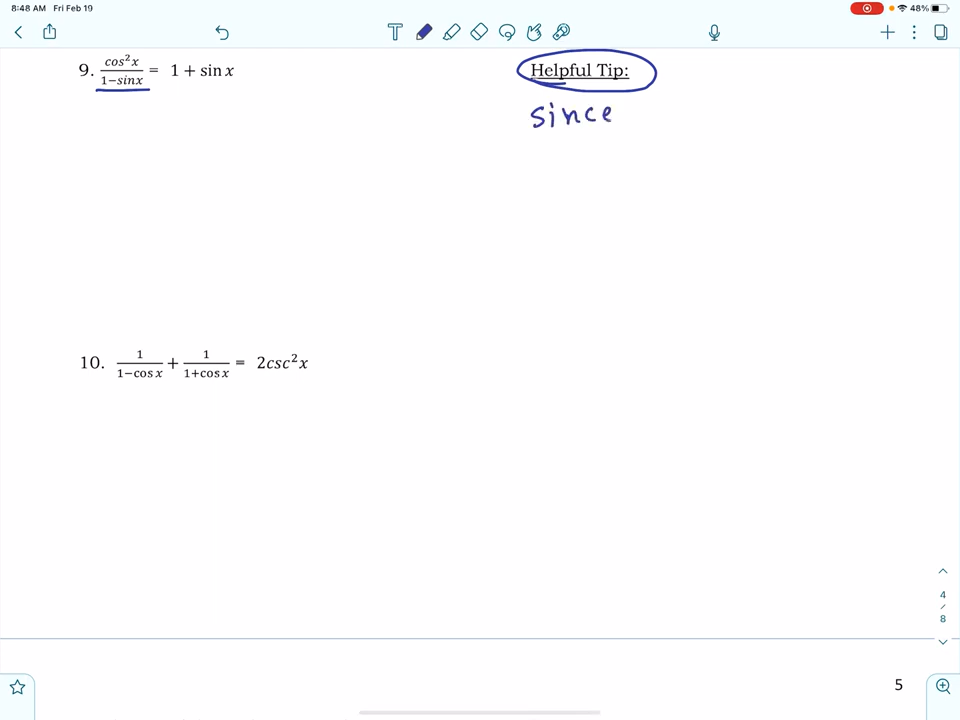 8:48 AM Fri Feb 19
48%
9. cos²x/1−sinx = 1 + sin x
Helpful Tip:
since
10. 1/1−cos x + 1/1+cos x = 2csc²x
4
/
8
5